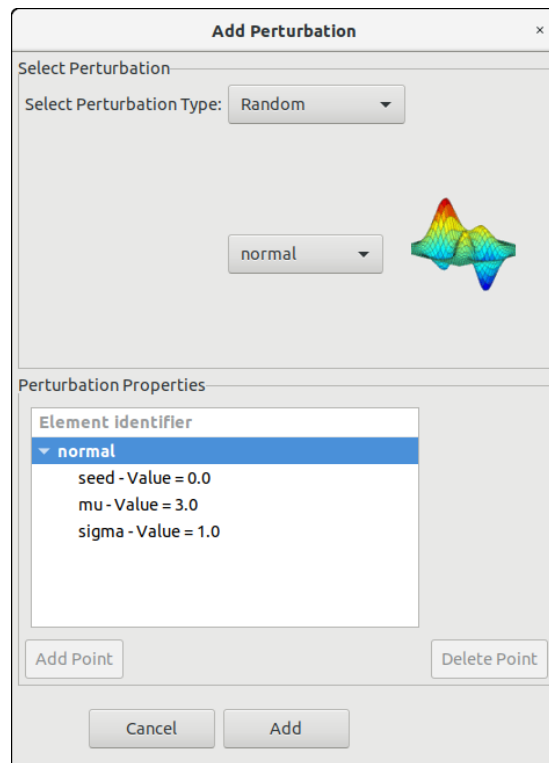 Add Perturbation ×
Select Perturbation
Select Perturbation Type: Random
normal
Perturbation Properties
Element identifier
normal
seed - Value = 0.0
mu - Value = 3.0
sigma - Value = 1.0
Add Point Delete Point
Cancel Add